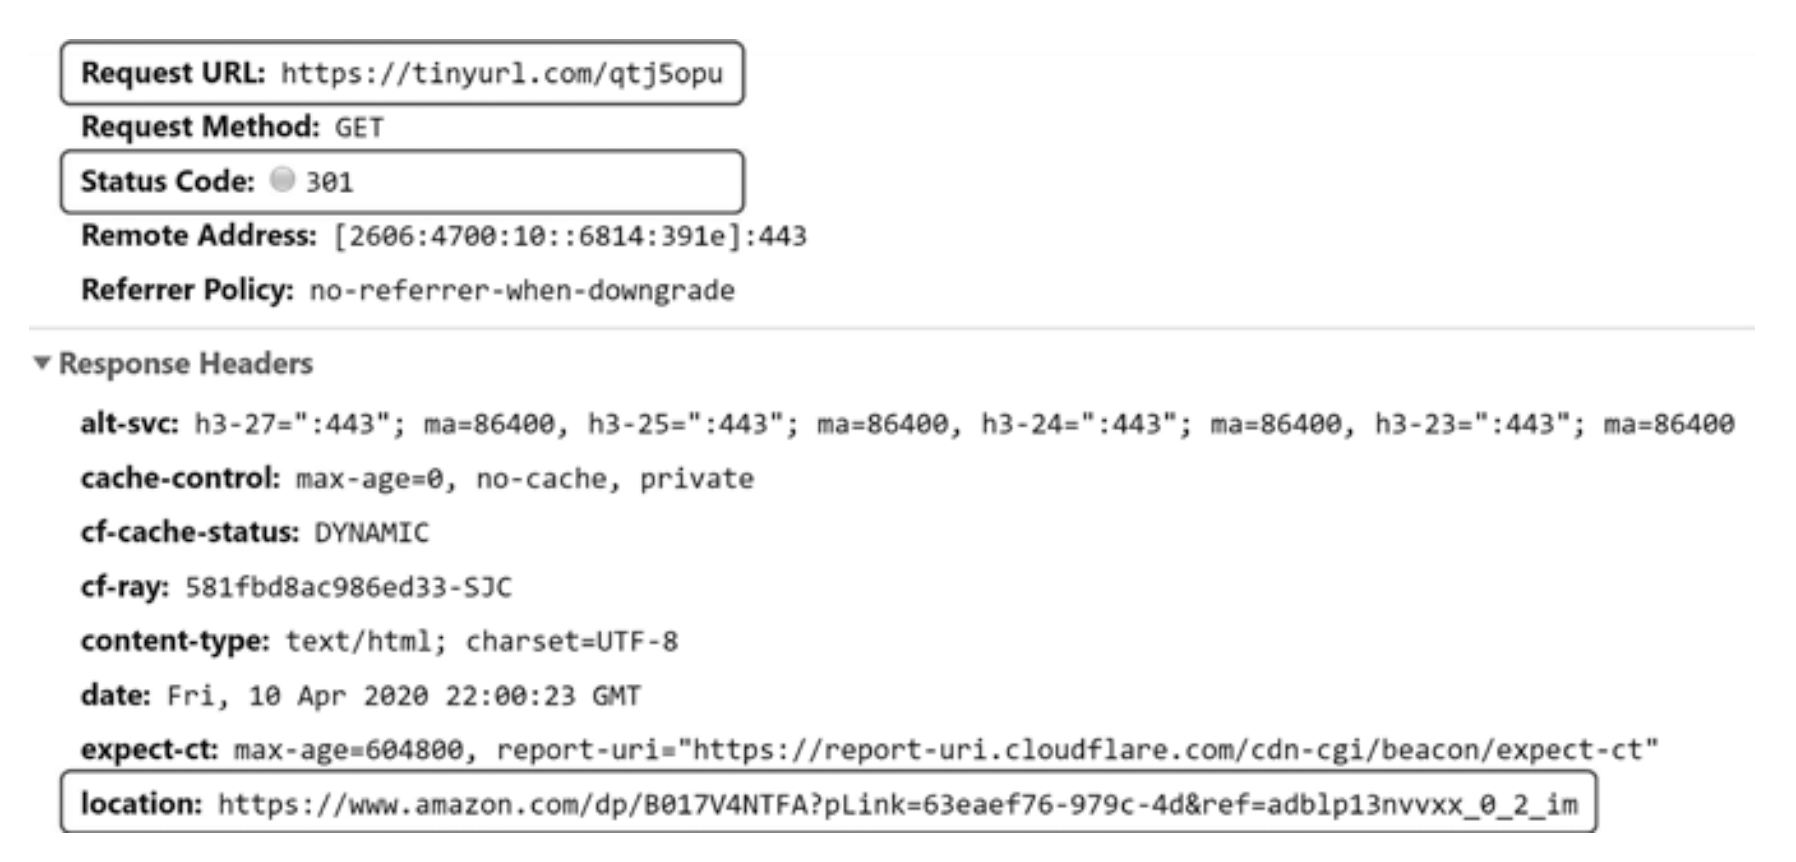 Request URL: https://tinyurl.com/qtj5opu
Request Method: GET
Status Code: 301
Remote Address: [2606:4700:10::6814:391e]:443
Referrer Policy: no-referrer-when-downgrade
Response Headers
alt-svc: h3-27=":443"; ma=86400, h3-25=":443"; ma=86400, h3-24=":443"; ma=86400, h3-23=":443"; ma=86400
cache-control: max-age=0, no-cache, private
cf-cache-status: DYNAMIC
cf-ray: 581fbd8ac986ed33-SJC
content-type: text/html; charset=UTF-8
date: Fri, 10 Apr 2020 22:00:23 GMT
expect-ct: max-age=604800, report-uri="https://report-uri.cloudflare.com/cdn-cgi/beacon/expect-ct"
location: https://www.amazon.com/dp/B017V4NTFA?pLink=63eaef76-979c-4d&ref=adblp13nvvxx_0_2_im